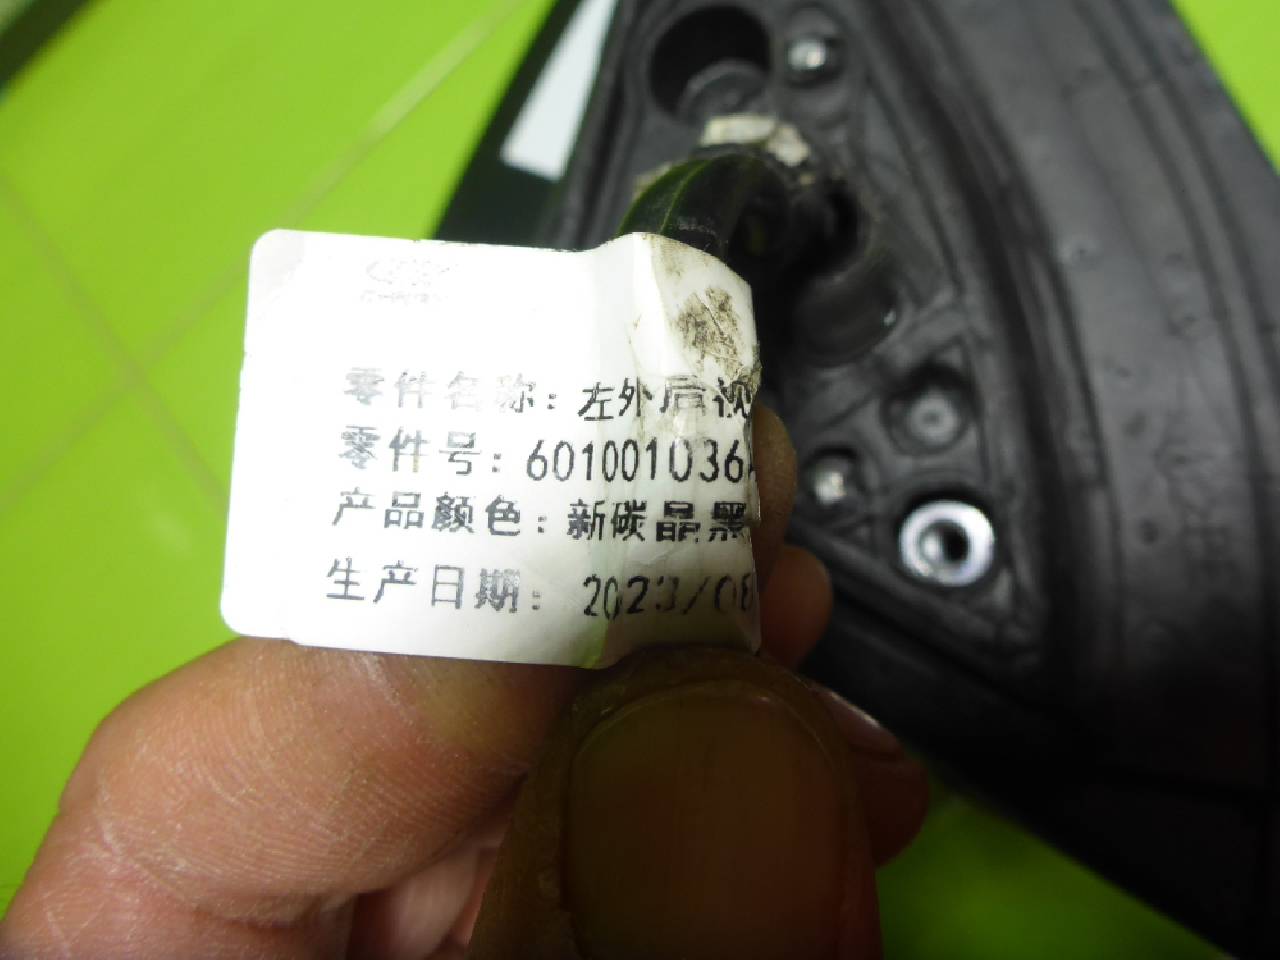 CHERY
零件名称：左外后视
零件号：601001036
产品颜色：新碳晶黑
生产日期：2023/08